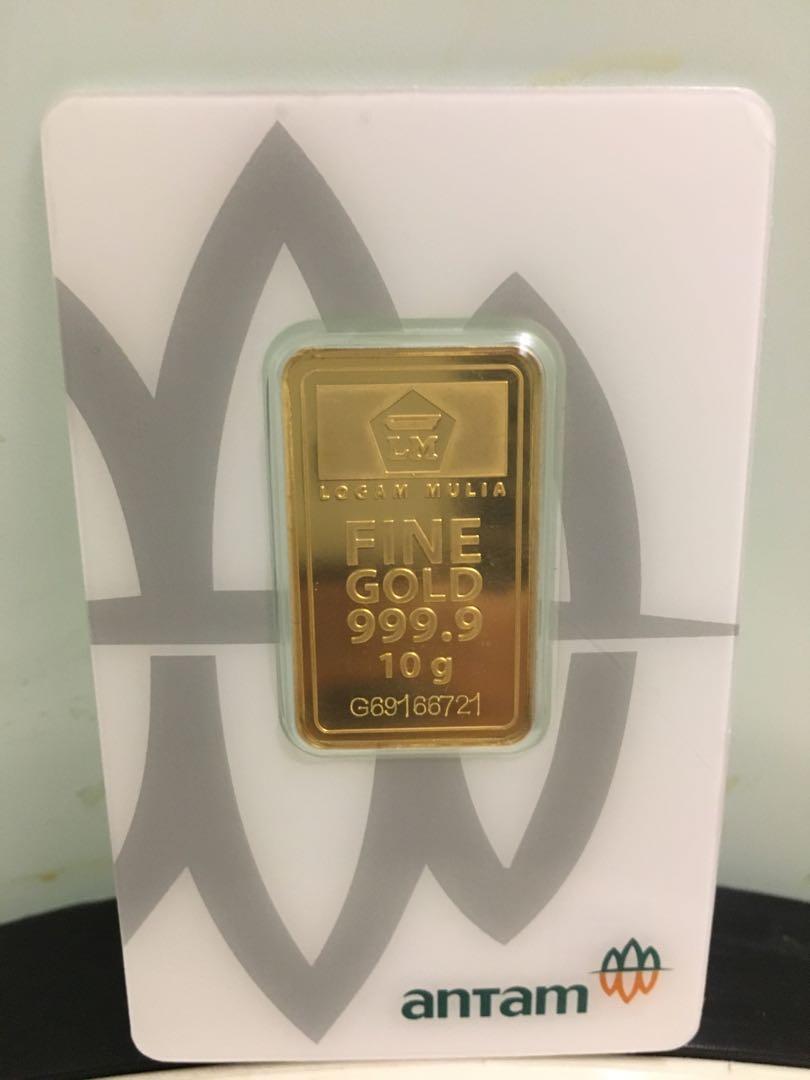 LM
LOGAM MULIA
FINE
GOLD
999.9
10 g
G69166721
antam